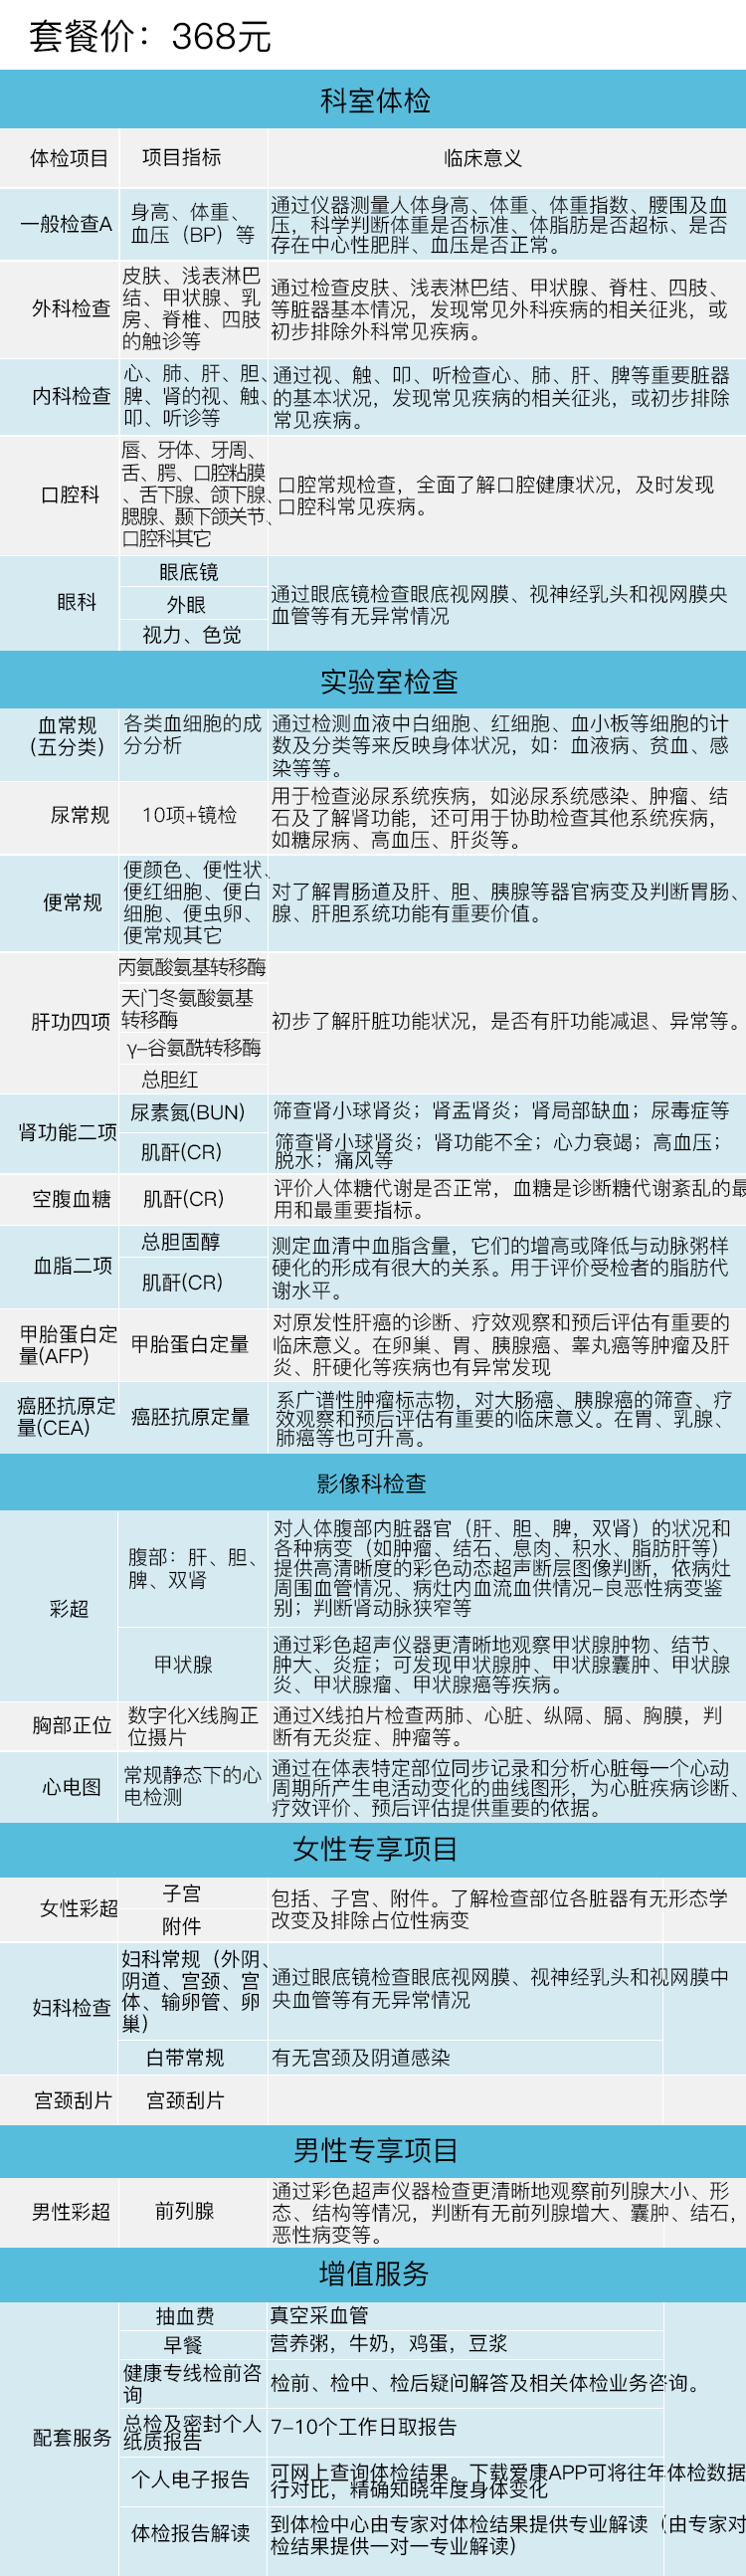 套餐价：368元
科室体检
体检项目
项目指标
临床意义
一般检查A
身高、体重、
血压（BP）等
通过仪器测量人体身高、体重、体重指数、腰围及血
压，科学判断体重是否标准、体脂肪是否超标、是否
存在中心性肥胖、血压是否正常。
外科检查
皮肤、浅表淋巴
结、甲状腺、乳
房、脊椎、四肢
的触诊等
通过检查皮肤、浅表淋巴结、甲状腺、脊柱、四肢、
等脏器基本情况，发现常见外科疾病的相关征兆，或
初步排除外科常见疾病。
内科检查
心、肺、肝、胆、
脾、肾的视、触、
叩、听诊等
通过视、触、叩、听检查心、肺、肝、脾等重要脏器
的基本状况，发现常见疾病的相关征兆，或初步排除
常见疾病。
口腔科
唇、牙体、牙周、
舌、腭、口腔粘膜
、舌下腺、颌下腺、
腮腺、颞下颌关节、
口腔科其它
口腔常规检查，全面了解口腔健康状况，及时发现
口腔科常见疾病。
眼科
眼底镜
外眼
视力、色觉
通过眼底镜检查眼底视网膜、视神经乳头和视网膜央
血管等有无异常情况
实验室检查
血常规
（五分类）
各类血细胞的成
分分析
通过检测血液中白细胞、红细胞、血小板等细胞的计
数及分类等来反映身体状况，如：血液病、贫血、感
染等等。
尿常规
10项+镜检
用于检查泌尿系统疾病，如泌尿系统感染、肿瘤、结
石及了解肾功能，还可用于协助检查其他系统疾病，
如糖尿病、高血压、肝炎等。
便常规
便颜色、便性状、
便红细胞、便白
细胞、便虫卵、
便常规其它
对了解胃肠道及肝、胆、胰腺等器官病变及判断胃肠、
腺、肝胆系统功能有重要价值。
肝功四项
丙氨酸氨基转移酶
天门冬氨酸氨基
转移酶
γ-谷氨酰转移酶
总胆红
初步了解肝脏功能状况，是否有肝功能减退、异常等。
肾功能二项
尿素氮(BUN)
筛查肾小球肾炎；肾盂肾炎；肾局部缺血；尿毒症等
肌酐(CR)
筛查肾小球肾炎；肾功能不全；心力衰竭；高血压；
脱水；痛风等
空腹血糖
肌酐(CR)
评价人体糖代谢是否正常，血糖是诊断糖代谢紊乱的最
用和最重要指标。
血脂二项
总胆固醇
肌酐(CR)
测定血清中血脂含量，它们的增高或降低与动脉粥样
硬化的形成有很大的关系。用于评价受检者的脂肪代
谢水平。
甲胎蛋白定
量(AFP)
甲胎蛋白定量
对原发性肝癌的诊断、疗效观察和预后评估有重要的
临床意义。在卵巢、胃、胰腺癌、睾丸癌等肿瘤及肝
炎、肝硬化等疾病也有异常发现
癌胚抗原定
量(CEA)
癌胚抗原定量
系广谱性肿瘤标志物，对大肠癌、胰腺癌的筛查、疗
效观察和预后评估有重要的临床意义。在胃、乳腺、
肺癌等也可升高。
影像科检查
彩超
腹部：肝、胆、
脾、双肾
对人体腹部内脏器官（肝、胆、脾，双肾）的状况和
各种病变（如肿瘤、结石、息肉、积水、脂肪肝等）
提供高清晰度的彩色动态超声断层图像判断，依病灶
周围血管情况、病灶内血流血供情况-良恶性病变鉴
别；判断肾动脉狭窄等
甲状腺
通过彩色超声仪器更清晰地观察甲状腺肿物、结节、
肿大、炎症；可发现甲状腺肿、甲状腺囊肿、甲状腺
炎、甲状腺瘤、甲状腺癌等疾病。
胸部正位
数字化X线胸正
位摄片
通过X线拍片检查两肺、心脏、纵隔、膈、胸膜，判
断有无炎症、肿瘤等。
心电图
常规静态下的心
电检测
通过在体表特定部位同步记录和分析心脏每一个心动
周期所产生电活动变化的曲线图形，为心脏疾病诊断、
疗效评价、预后评估提供重要的依据。
女性专享项目
女性彩超
子宫
附件
包括、子宫、附件。了解检查部位各脏器有无形态学
改变及排除占位性病变
妇科检查
妇科常规（外阴、
阴道、宫颈、宫
体、输卵管、卵
巢）
通过眼底镜检查眼底视网膜、视神经乳头和视网膜中
央血管等有无异常情况
白带常规
有无宫颈及阴道感染
宫颈刮片
宫颈刮片
男性专享项目
男性彩超
前列腺
通过彩色超声仪器检查更清晰地观察前列腺大小、形
态、结构等情况，判断有无前列腺增大、囊肿、结石，
恶性病变等。
增值服务
配套服务
抽血费
真空采血管
早餐
营养粥，牛奶，鸡蛋，豆浆
健康专线检前咨
询
检前、检中、检后疑问解答及相关体检业务咨询。
总检及密封个人
纸质报告
7-10个工作日取报告
个人电子报告
可网上查询体检结果。下载爱康APP可将往年体检数据
行对比，精确知晓年度身体变化
体检报告解读
到体检中心由专家对体检结果提供专业解读（由专家对
检结果提供一对一专业解读）